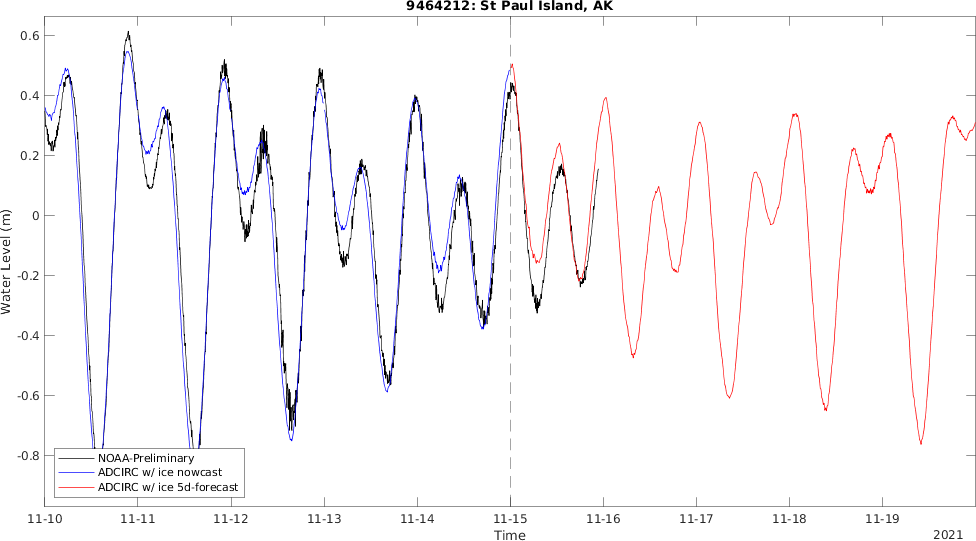 9464212: St Paul Island, AK
0.6
0.4
0.2
0
-0.2
-0.4
-0.6
-0.8
Water Level (m)
NOAA-Preliminary
ADCIRC w/ ice nowcast
ADCIRC w/ ice 5d-forecast
11-10 11-11 11-12 11-13 11-14 11-15 11-16 11-17 11-18 11-19
Time
2021